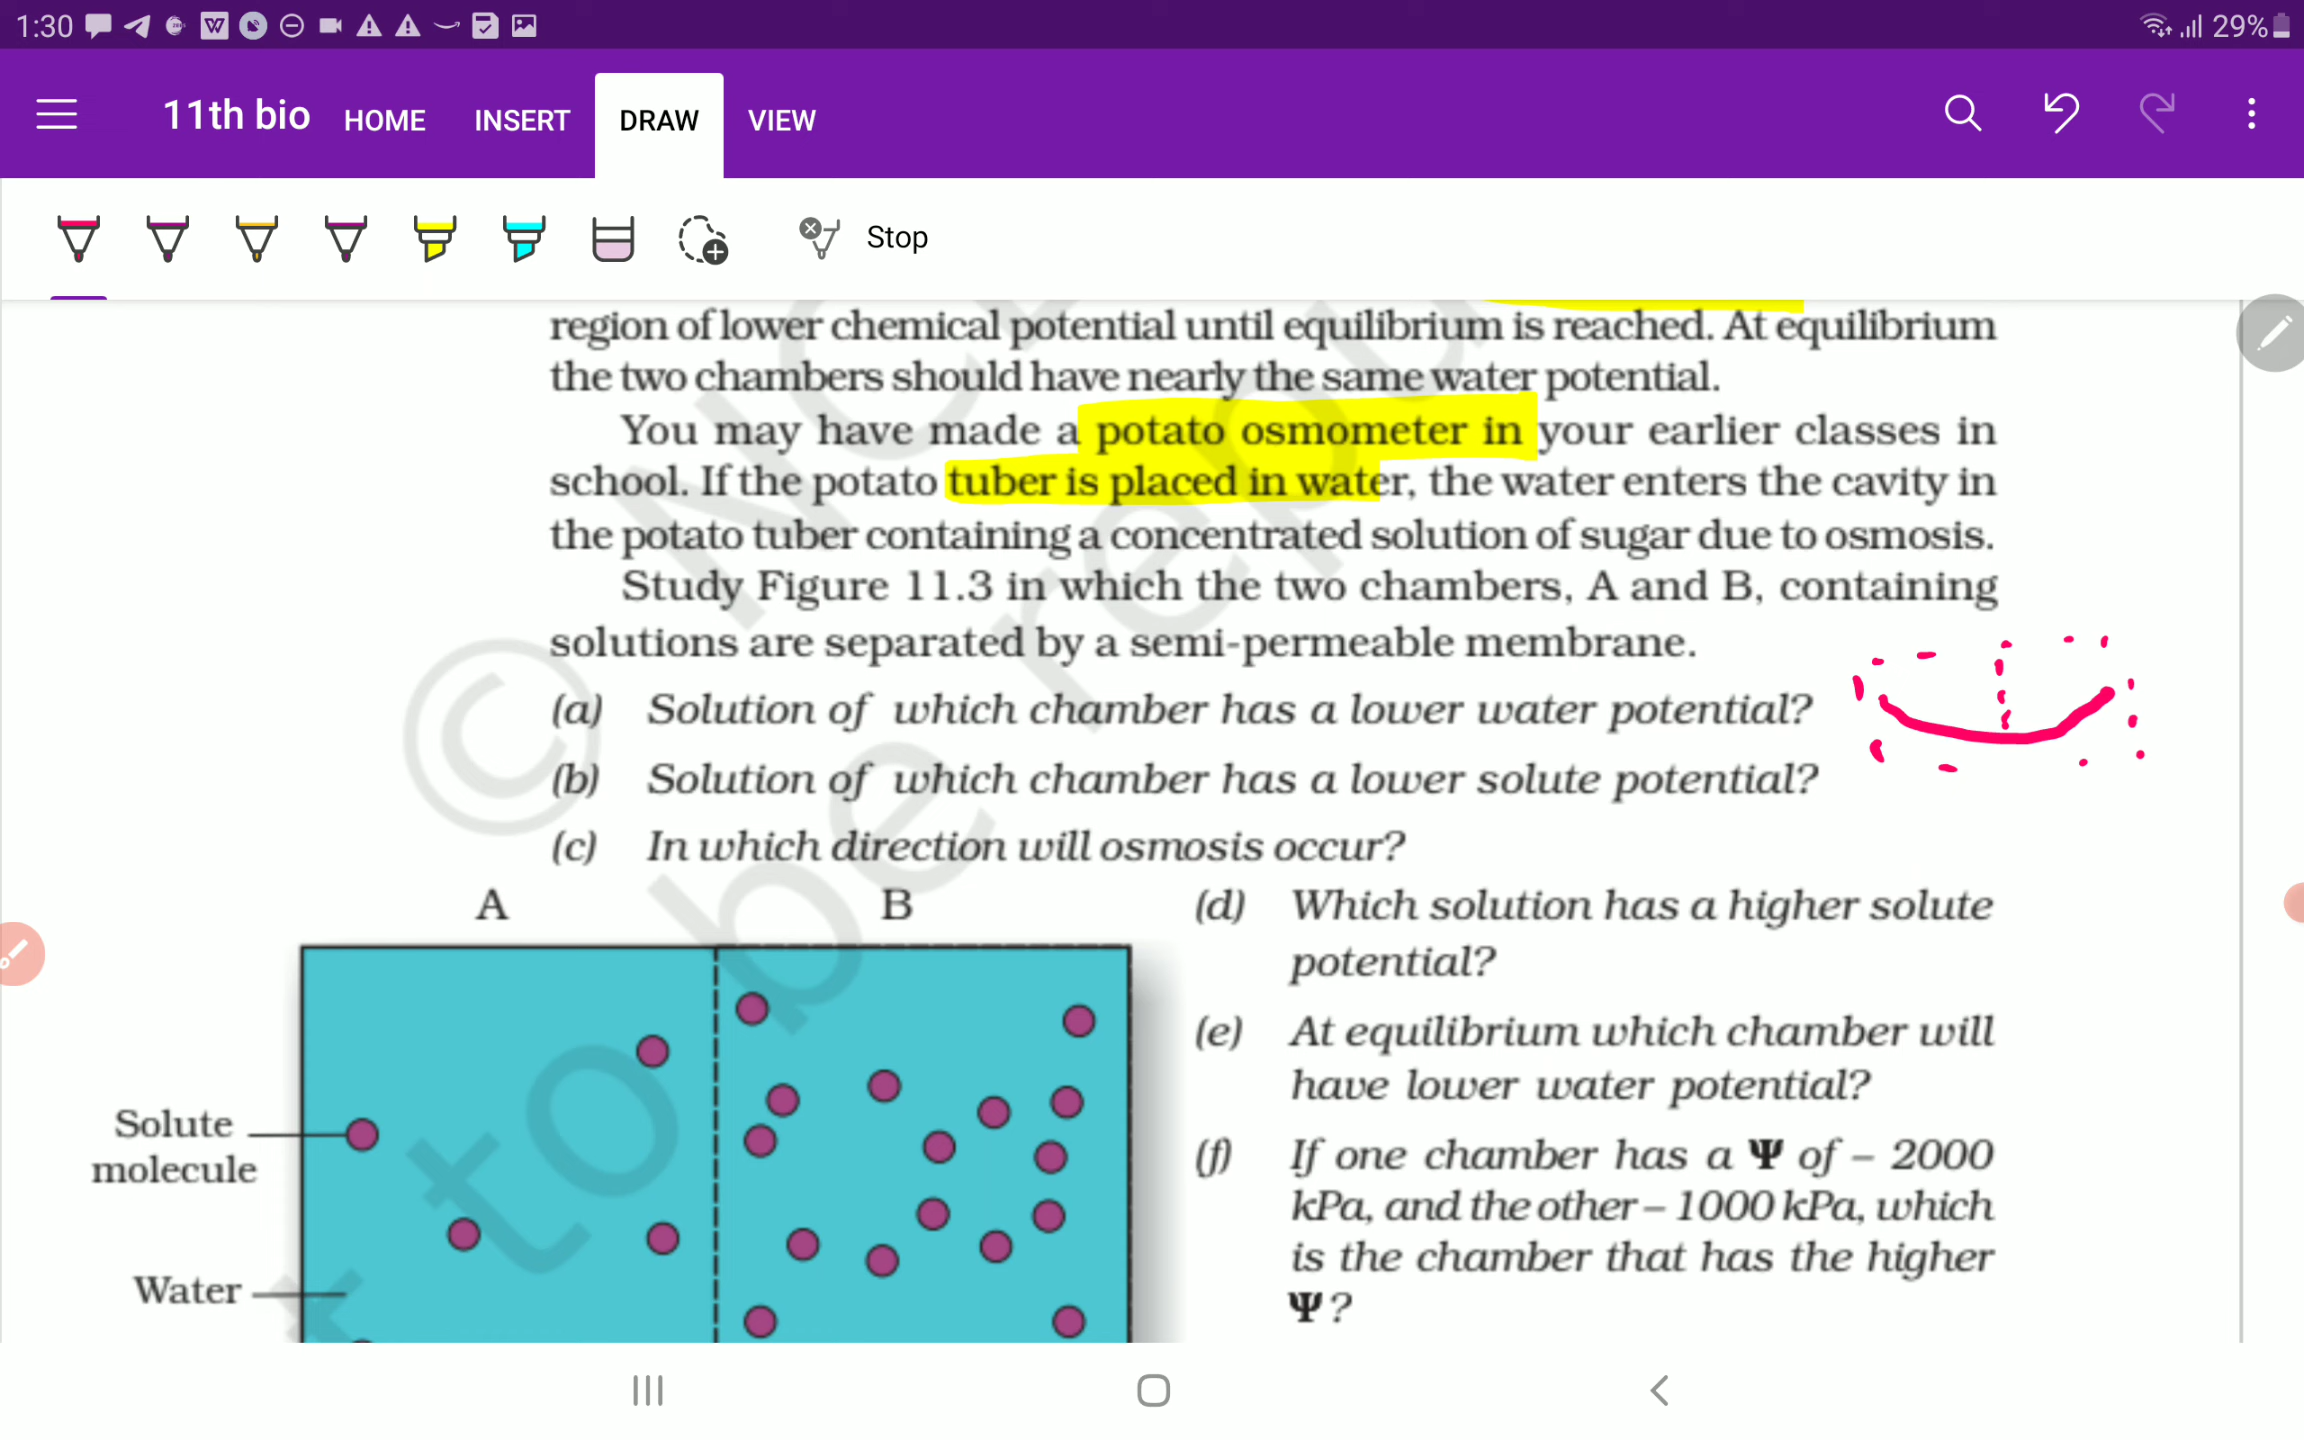 1:30 29%
11th bio HOME INSERT DRAW VIEW
Stop
region of lower chemical potential until equilibrium is reached. At equilibrium
the two chambers should have nearly the same water potential.
You may have made a potato osmometer in your earlier classes in
school. If the potato tuber is placed in water, the water enters the cavity in
the potato tuber containing a concentrated solution of sugar due to osmosis.
Study Figure 11.3 in which the two chambers, A and B, containing
solutions are separated by a semi-permeable membrane.
(a) Solution of which chamber has a lower water potential?
(b) Solution of which chamber has a lower solute potential?
(c) In which direction will osmosis occur?
A B
(d) Which solution has a higher solute
potential?
(e) At equilibrium which chamber will
have lower water potential?
(f) If one chamber has a Ψ of – 2000
kPa, and the other – 1000 kPa, which
is the chamber that has the higher
Ψ?
Solute
molecule
Water